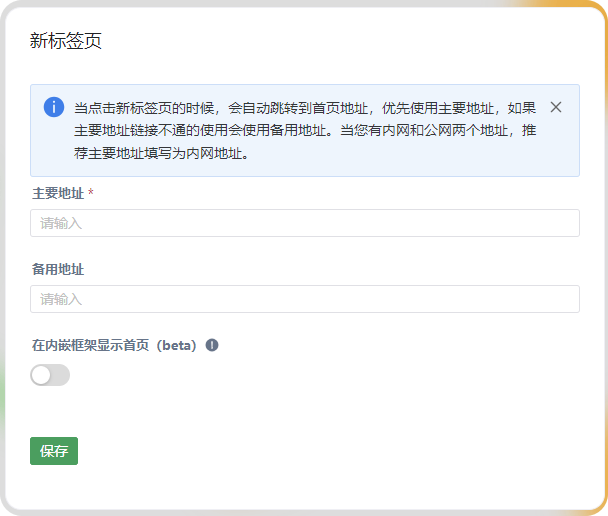 新标签页
当点击新标签页的时候，会自动跳转到首页地址，优先使用主要地址，如果
主要地址链接不通的使用会使用备用地址。当您有内网和公网两个地址，推
荐主要地址填写为内网地址。
主要地址 *
请输入
备用地址
请输入
在内嵌框架显示首页（beta）
保存